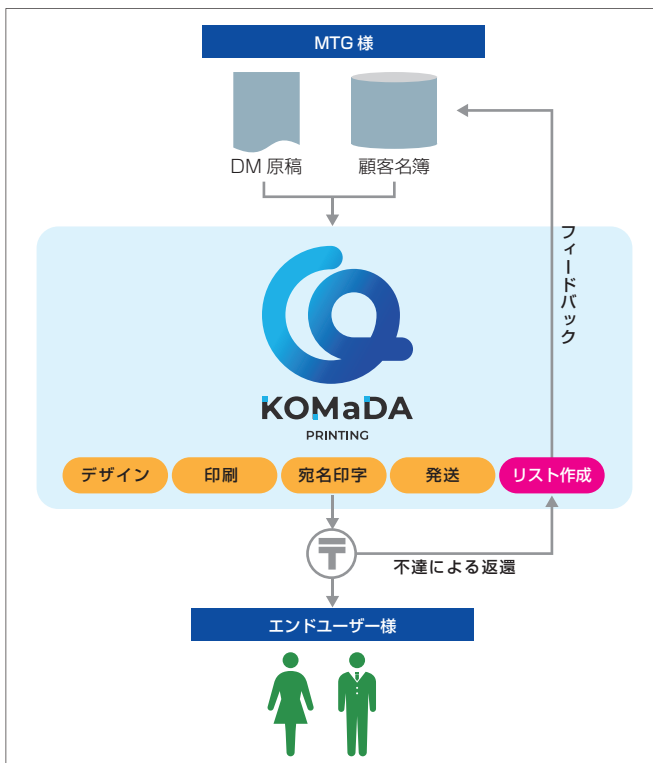 MTG 様
DM 原稿
顧客名簿
フィードバック
KOMaDA
PRINTING
デザイン
印刷
宛名印字
発送
リスト作成
〒
不達による返還
エンドユーザー様